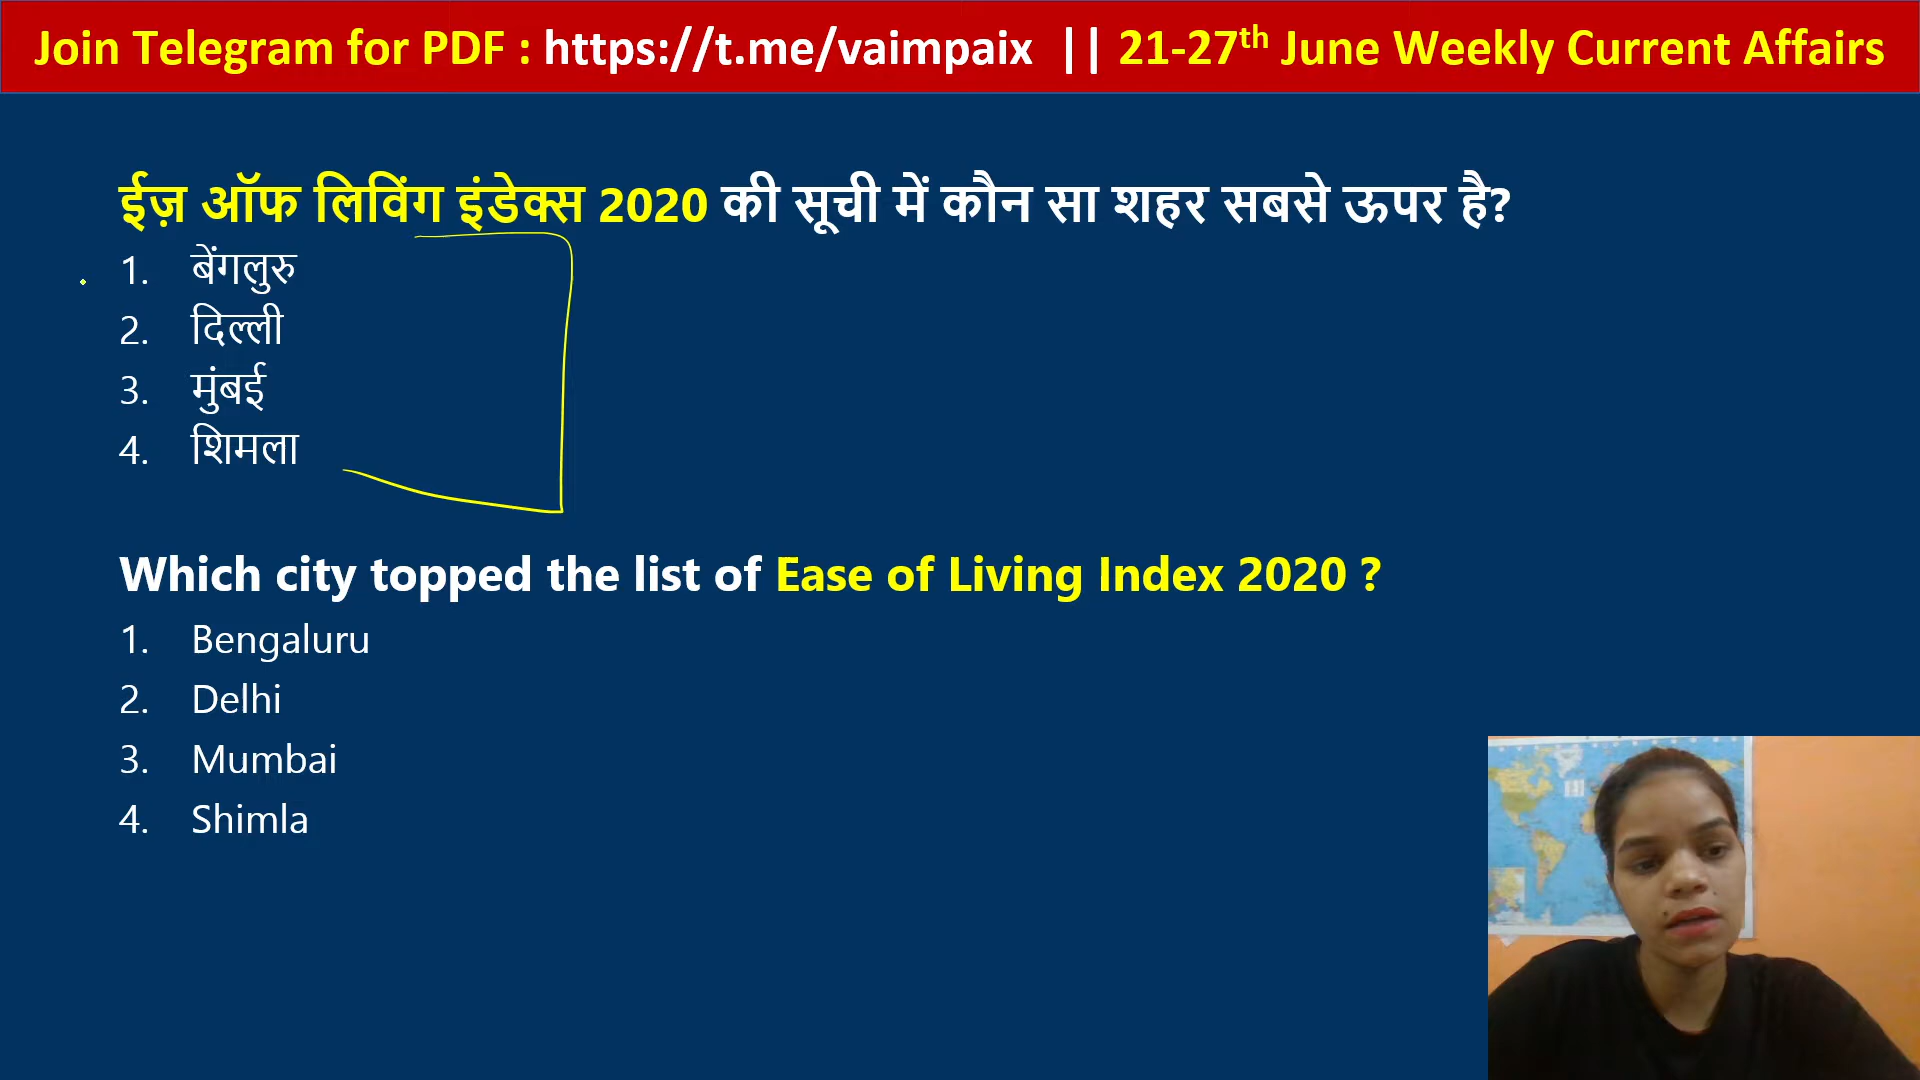 Join Telegram for PDF : https://t.me/vaimpaix || 21-27th June Weekly Current Affairs
ईज़ ऑफ लिविंग इंडेक्स 2020 की सूची में कौन सा शहर सबसे ऊपर है?
1. बेंगलुरु
2. दिल्ली
3. मुंबई
4. शिमला
Which city topped the list of Ease of Living Index 2020 ?
1. Bengaluru
2. Delhi
3. Mumbai
4. Shimla